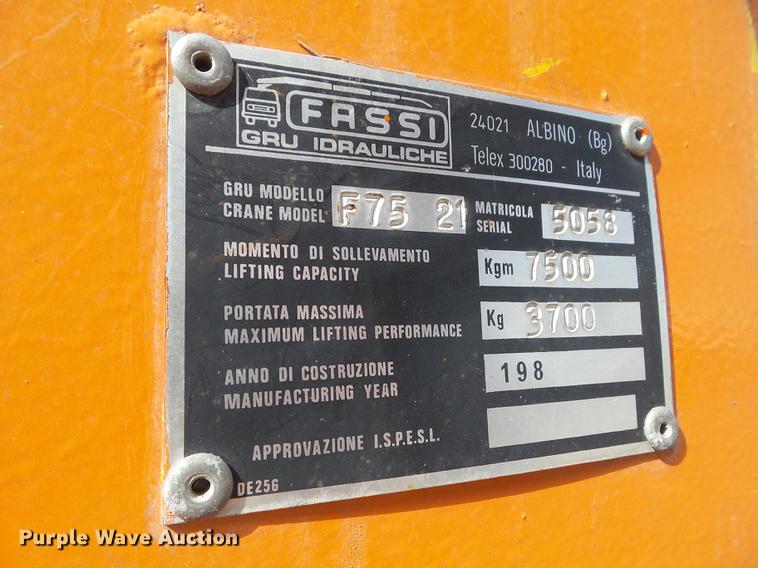 FASSI
GRU IDRAULICHE
24021 ALBINO (Bg)
Telex 300280 - Italy
GRU MODELLO
CRANE MODEL F75 21
MATRICOLA
SERIAL 5058
MOMENTO DI SOLLEVAMENTO
LIFTING CAPACITY Kgm 7500
PORTATA MASSIMA
MAXIMUM LIFTING PERFORMANCE Kg 3700
ANNO DI COSTRUZIONE
MANUFACTURING YEAR 198
APPROVAZIONE I.S.P.E.S.L.
DE256
Purple Wave Auction